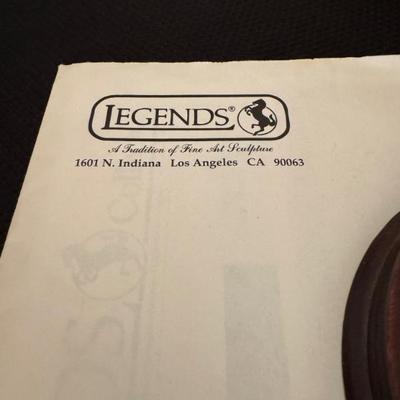 LEGENDS®
A Tradition of Fine Art Sculpture
1601 N. Indiana Los Angeles CA 90063